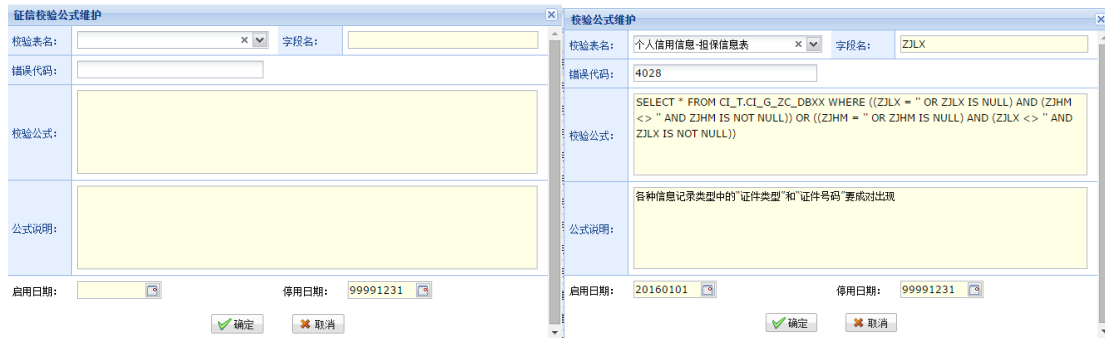 征信校验公式维护
校验表名：
字段名：
错误代码：
校验公式：
公式说明：
启用日期：
停用日期： 99991231
确定 取消
校验公式维护
校验表名： 个人信用信息-担保信息表 字段名： ZJLX
错误代码： 4028
校验公式：
SELECT * FROM CI_T.CI_G_ZC_DBXX WHERE ((ZJLX = '' OR ZJLX IS NULL) AND (ZJHM
<> '' AND ZJHM IS NOT NULL)) OR ((ZJHM = '' OR ZJHM IS NULL) AND (ZJLX <> '' AND
ZJLX IS NOT NULL))
公式说明：
各种信息记录类型中的"证件类型"和"证件号码"要成对出现
启用日期： 20160101 停用日期： 99991231
确定 取消